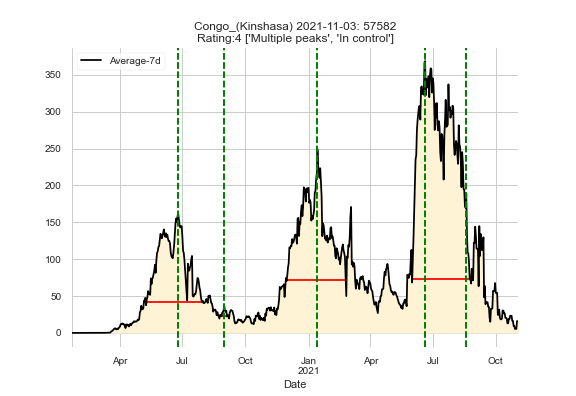 Congo_(Kinshasa) 2021-11-03: 57582
Rating:4 ['Multiple peaks', 'In control']
Average-7d
350
300
250
200
150
100
50
0
Apr Jul Oct Jan Apr Jul Oct
2021
Date